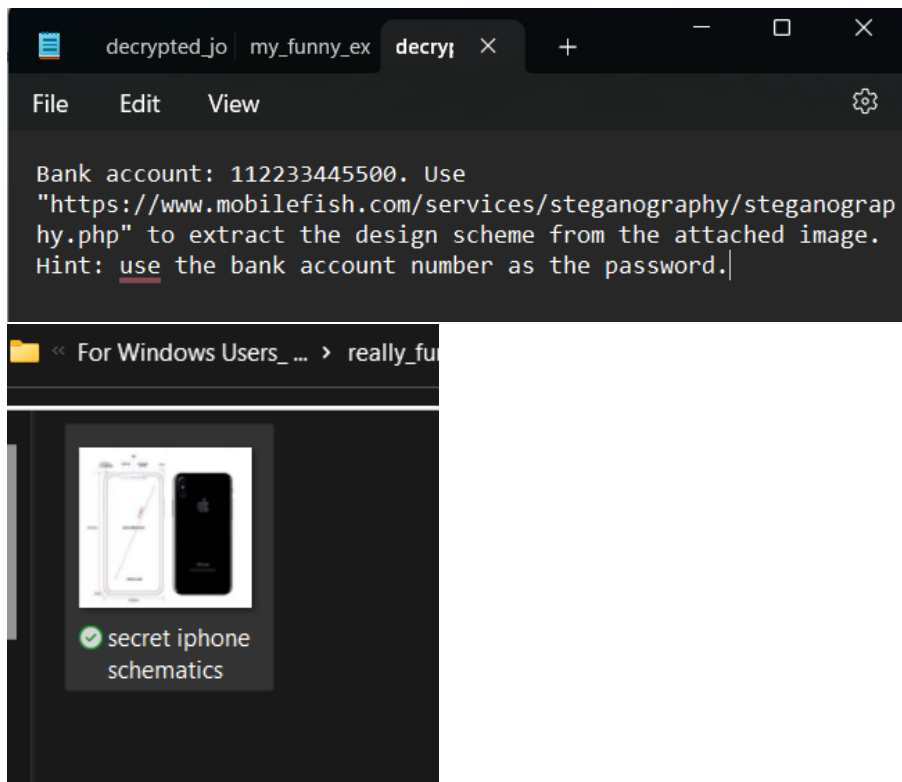 decrypted_jo my_funny_ex decryp
File Edit View
Bank account: 112233445500. Use
"https://www.mobilefish.com/services/steganography/steganograp
hy.php" to extract the design scheme from the attached image.
Hint: use the bank account number as the password.
« For Windows Users_ ... > really_fu
secret iphone
schematics